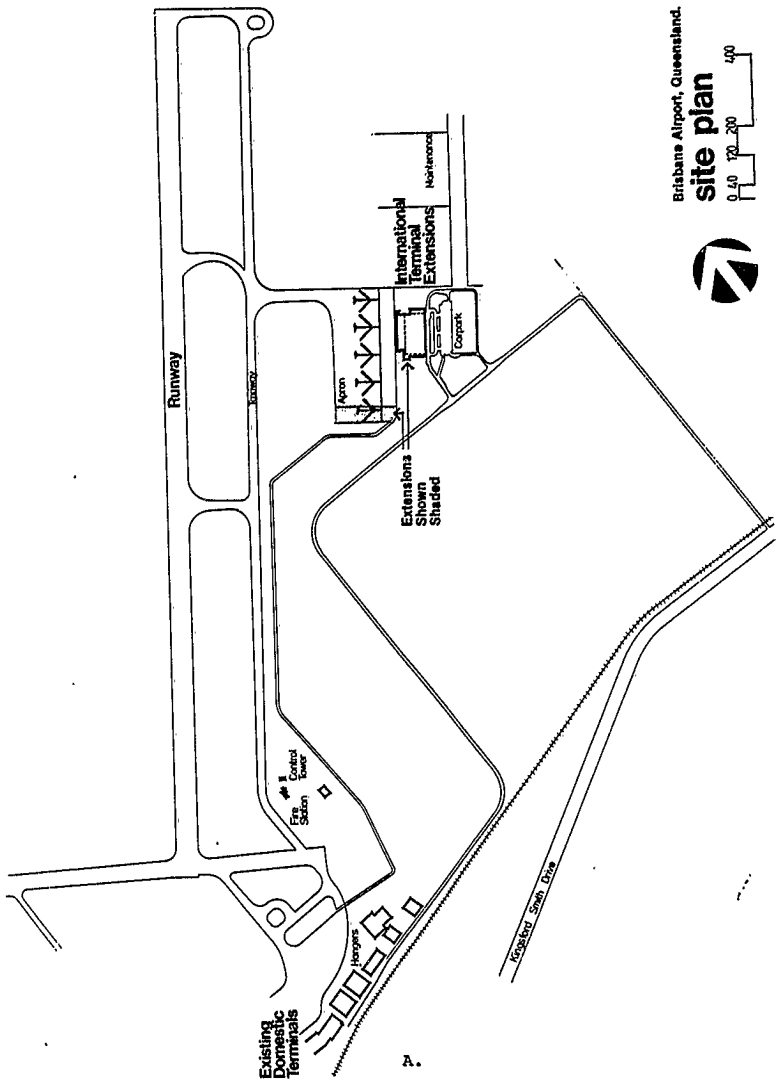 Brisbane Airport, Queensland.
site plan
0 40 120 200 400
Runway
Taxiway
Apron
International
Terminal
Extensions
Maintenance
Carpark
Extensions
Shown
Shaded
Fire
Station
Control
Tower
Hangers
Existing
Domestic
Terminals
Kingsford Smith Drive
A.